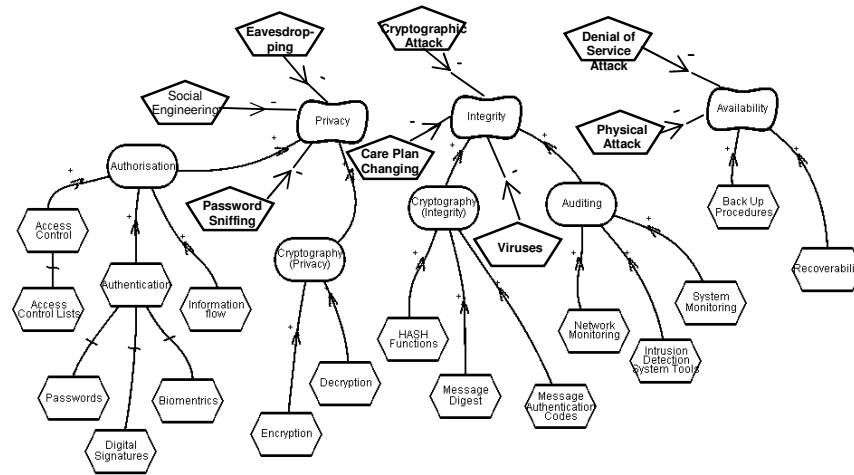 Eavesdrop-
ping
Cryptographic
Attack
Denial of
Service
Attack
Social
Engineering
Privacy
Integrity
Availability
Physical
Attack
Care Plan
Changing
Authorisation
Password
Sniffing
Cryptography
(Integrity)
Auditing
Back Up
Procedures
Access
Control
Viruses
Cryptography
(Privacy)
Recoverabili
Authentication
Access
Control Lists
Information
flow
System
Monitoring
HASH
Functions
Network
Monitoring
Intrusion
Detection
System Tools
Passwords
Biomentrics
Decryption
Message
Digest
Message
Authentication
Codes
Encryption
Digital
Signatures